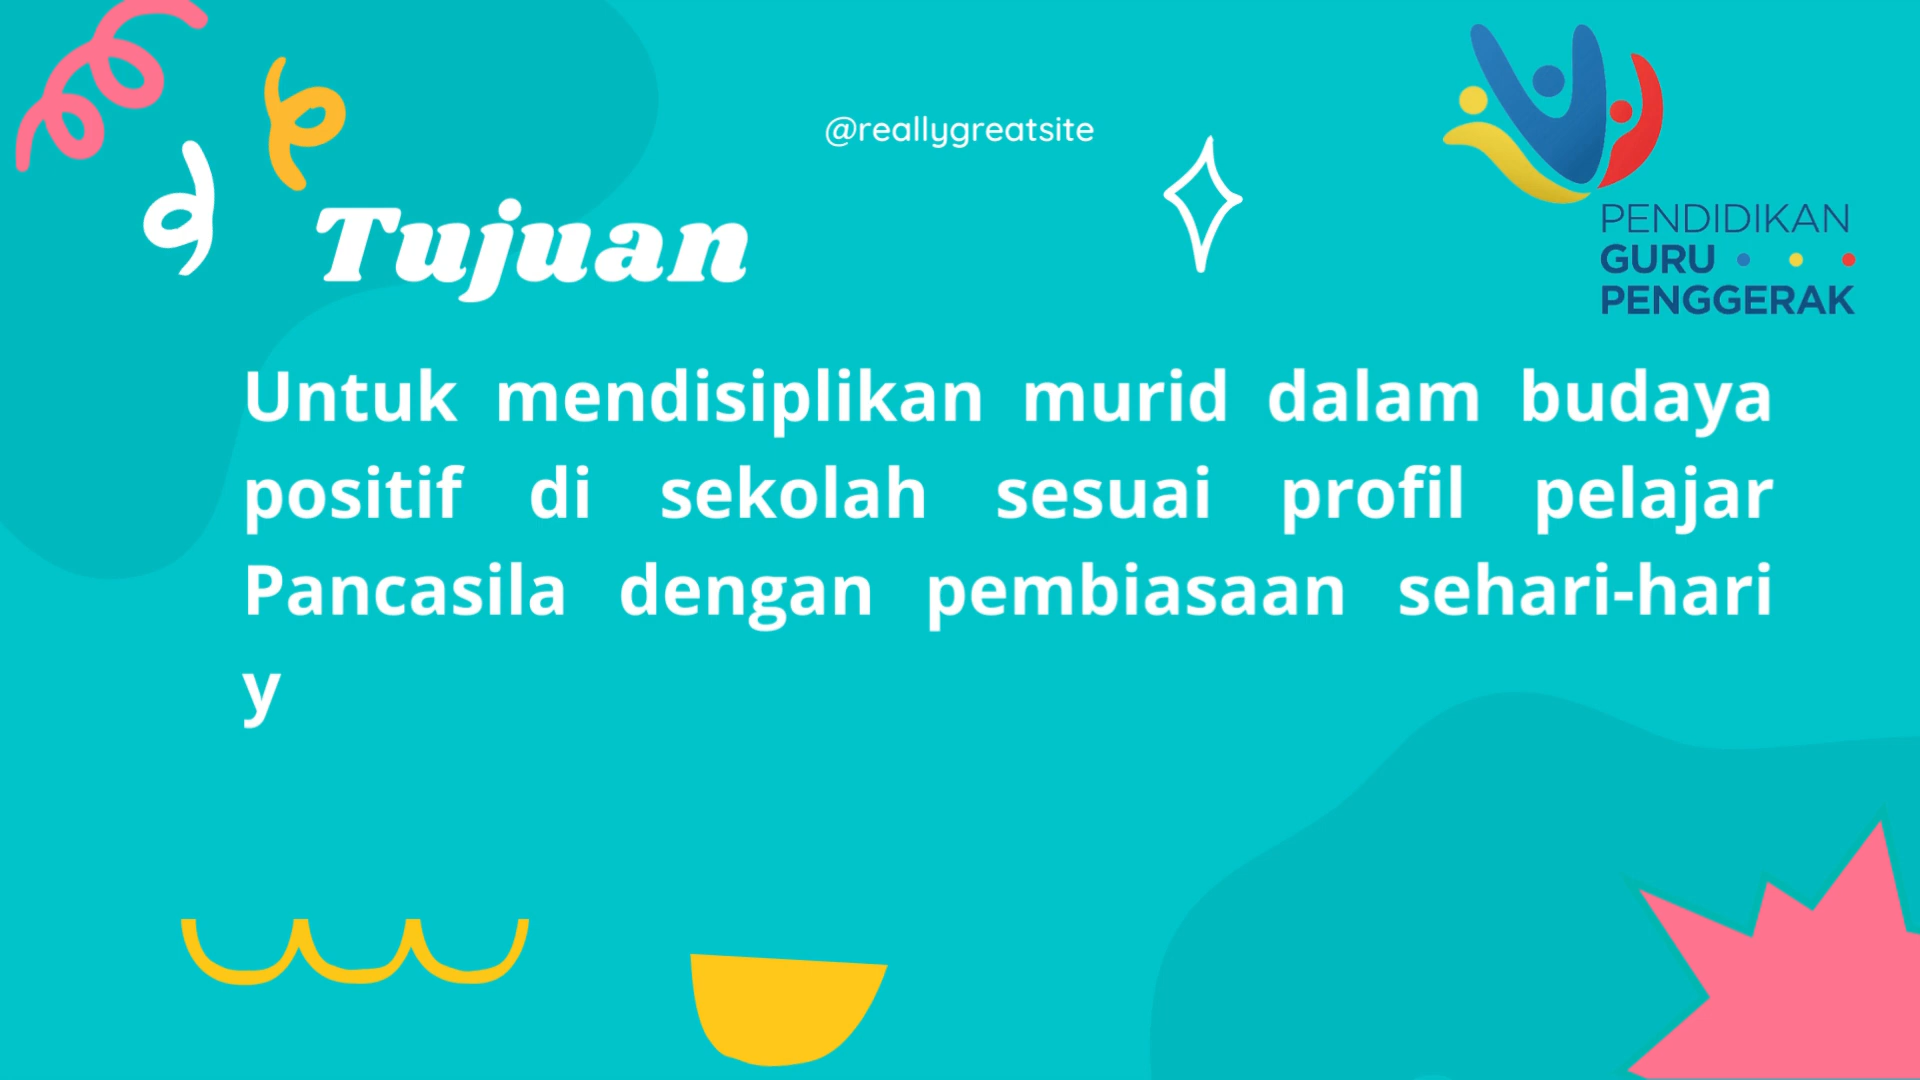 @reallygreatsite
PENDIDIKAN
GURU
PENGGERAK
Tujuan
Untuk mendisiplikan murid dalam budaya
positif di sekolah sesuai profil pelajar
Pancasila dengan pembiasaan sehari-hari
y